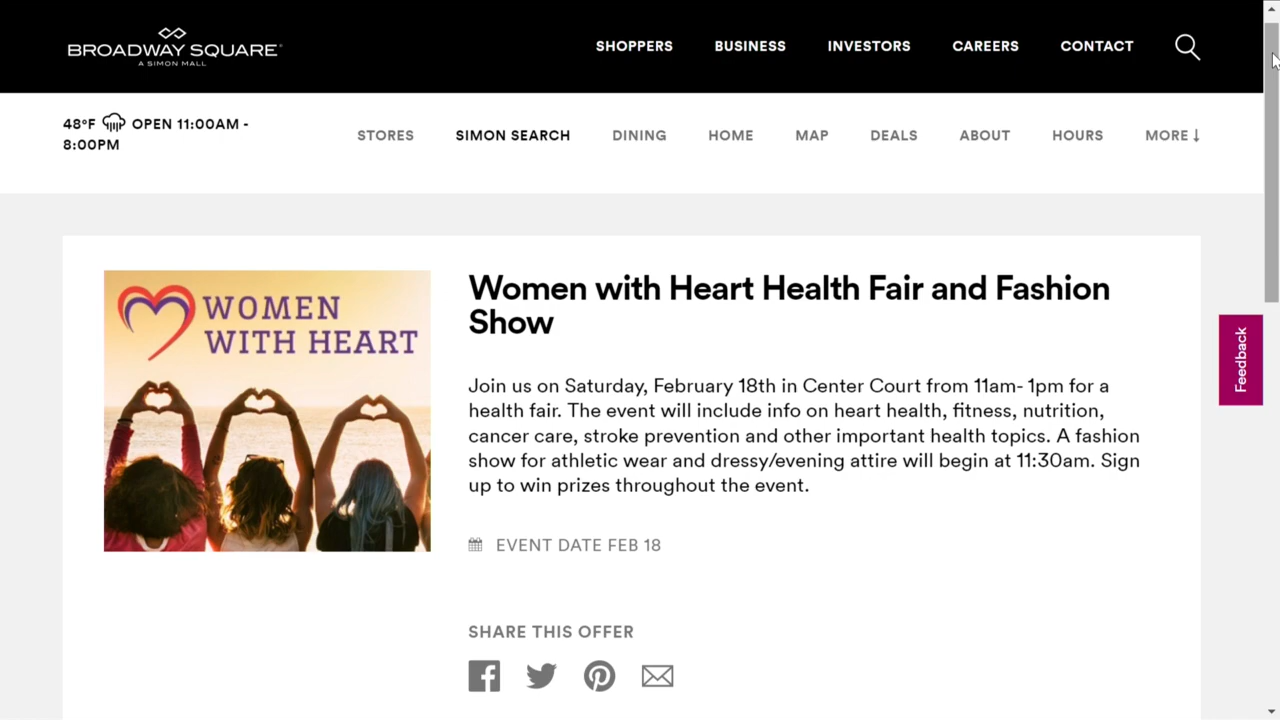 BROADWAY SQUARE
A SIMON MALL
SHOPPERS BUSINESS INVESTORS CAREERS CONTACT
48°F OPEN 11:00AM -
8:00PM
STORES SIMON SEARCH DINING HOME MAP DEALS ABOUT HOURS MORE ↓
WOMEN
WITH HEART
Women with Heart Health Fair and Fashion
Show
Join us on Saturday, February 18th in Center Court from 11am- 1pm for a
health fair. The event will include info on heart health, fitness, nutrition,
cancer care, stroke prevention and other important health topics. A fashion
show for athletic wear and dressy/evening attire will begin at 11:30am. Sign
up to win prizes throughout the event.
EVENT DATE FEB 18
SHARE THIS OFFER
Feedback